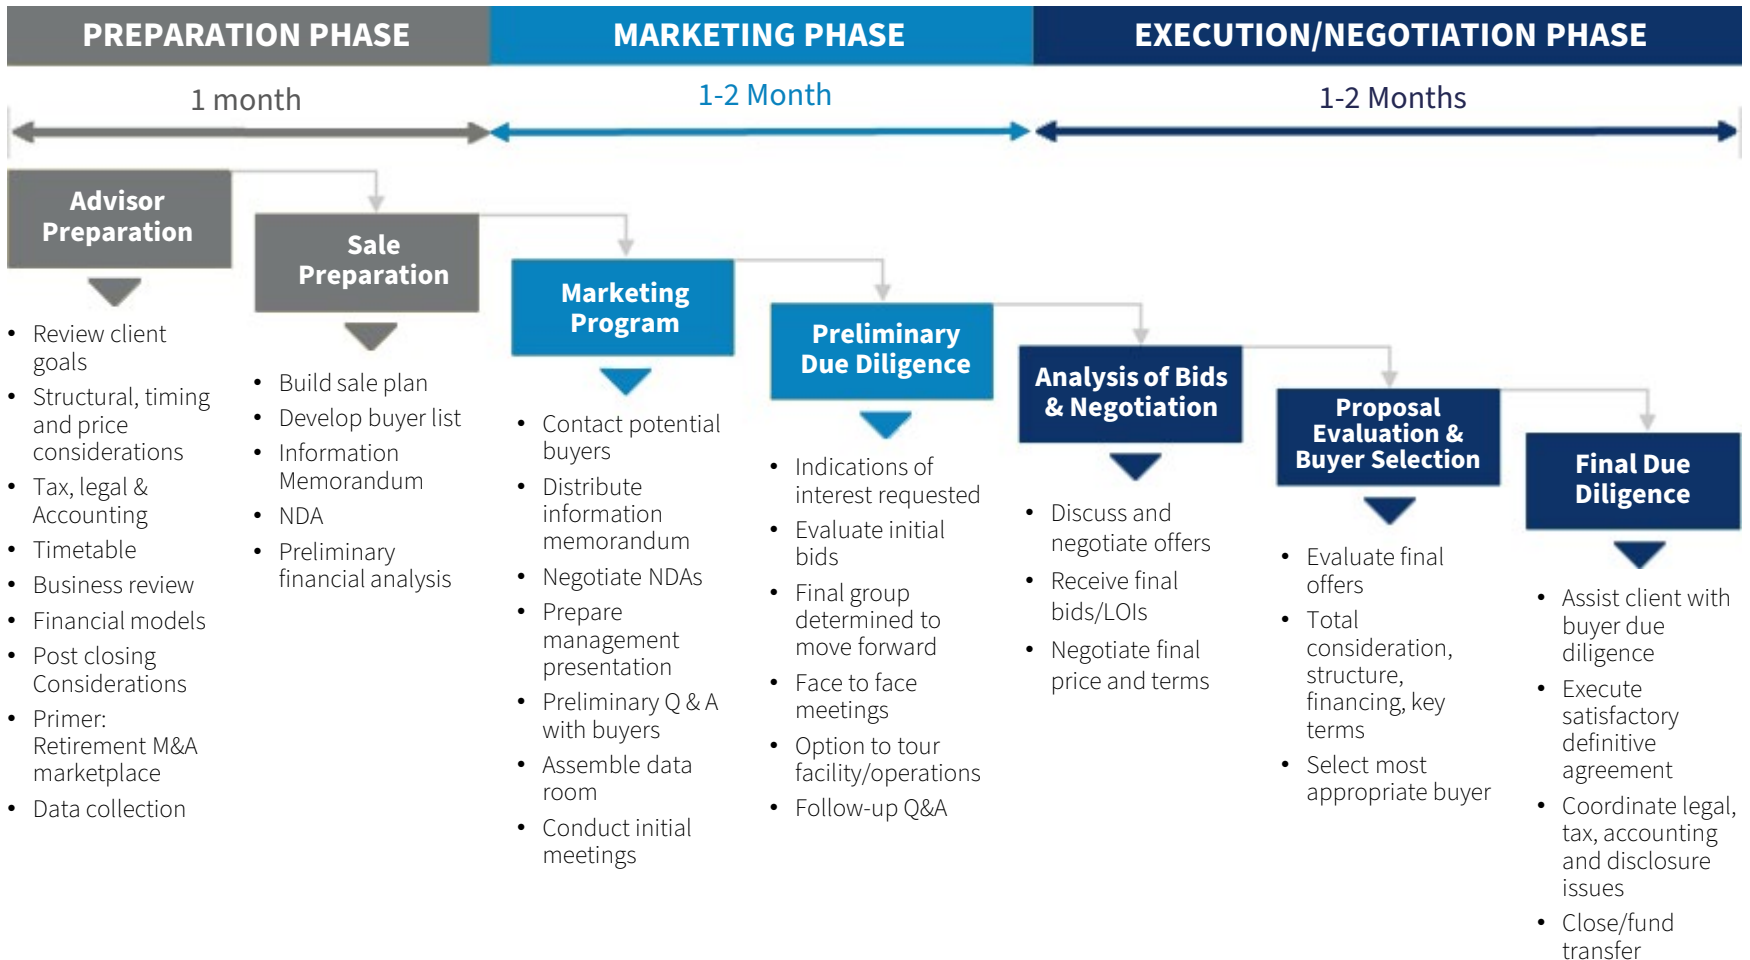 PREPARATION PHASE
MARKETING PHASE
EXECUTION/NEGOTIATION PHASE
1 month
1-2 Month
1-2 Months
Advisor
Preparation
• Review client
goals
• Structural, timing
and price
considerations
• Tax, legal &
Accounting
• Timetable
• Business review
• Financial models
• Post closing
Considerations
• Primer:
Retirement M&A
marketplace
• Data collection
Sale
Preparation
• Build sale plan
• Develop buyer list
• Information
Memorandum
• NDA
• Preliminary
financial analysis
Marketing
Program
• Contact potential
buyers
• Distribute
information
memorandum
• Negotiate NDAs
• Prepare
management
presentation
• Preliminary Q & A
with buyers
• Assemble data
room
• Conduct initial
meetings
Preliminary
Due Diligence
• Indications of
interest requested
• Evaluate initial
bids
• Final group
determined to
move forward
• Face to face
meetings
• Option to tour
facility/operations
• Follow-up Q&A
Analysis of Bids
& Negotiation
• Discuss and
negotiate offers
• Receive final
bids/LOIs
• Negotiate final
price and terms
Proposal
Evaluation &
Buyer Selection
• Evaluate final
offers
• Total
consideration,
structure,
financing, key
terms
• Select most
appropriate buyer
Final Due
Diligence
• Assist client with
buyer due
diligence
• Execute
satisfactory
definitive
agreement
• Coordinate legal,
tax, accounting
and disclosure
issues
• Close/fund
transfer